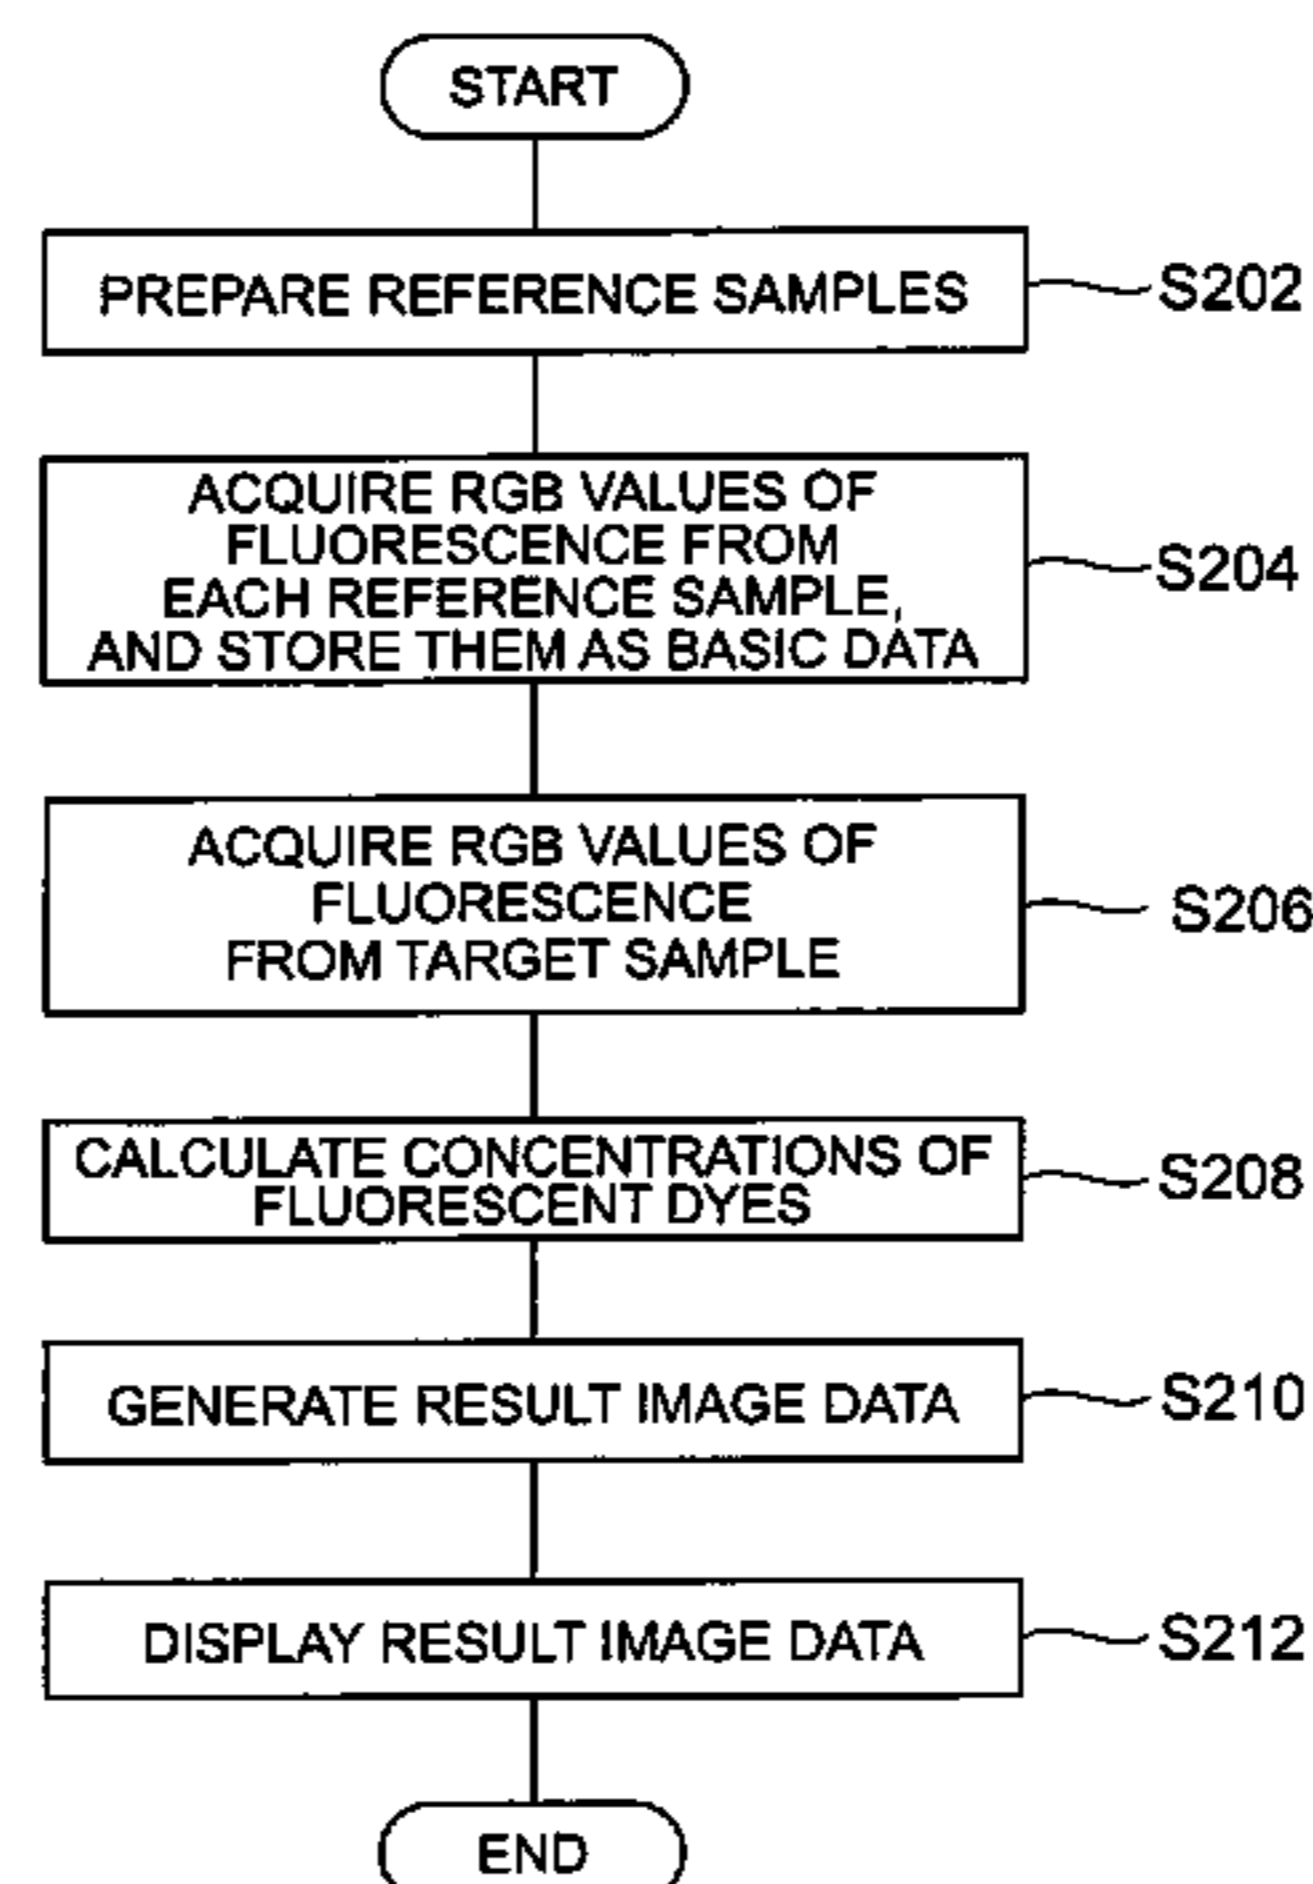 START
PREPARE REFERENCE SAMPLES
S202
ACQUIRE RGB VALUES OF
FLUORESCENCE FROM
EACH REFERENCE SAMPLE,
AND STORE THEM AS BASIC DATA
S204
ACQUIRE RGB VALUES OF
FLUORESCENCE
FROM TARGET SAMPLE
S206
CALCULATE CONCENTRATIONS OF
FLUORESCENT DYES
S208
GENERATE RESULT IMAGE DATA
S210
DISPLAY RESULT IMAGE DATA
S212
END